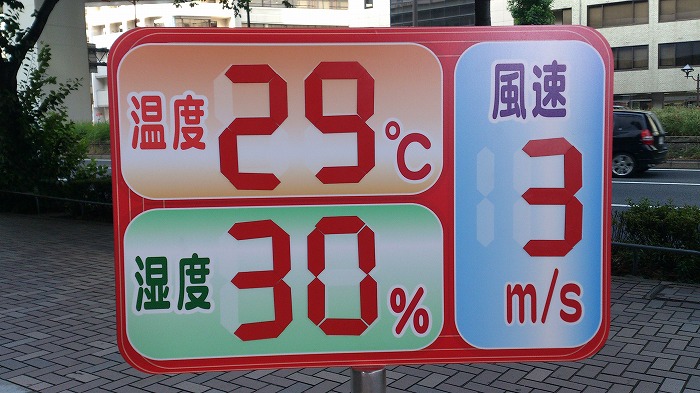 温度 29 ℃
湿度 30 %
風速
3
m/s